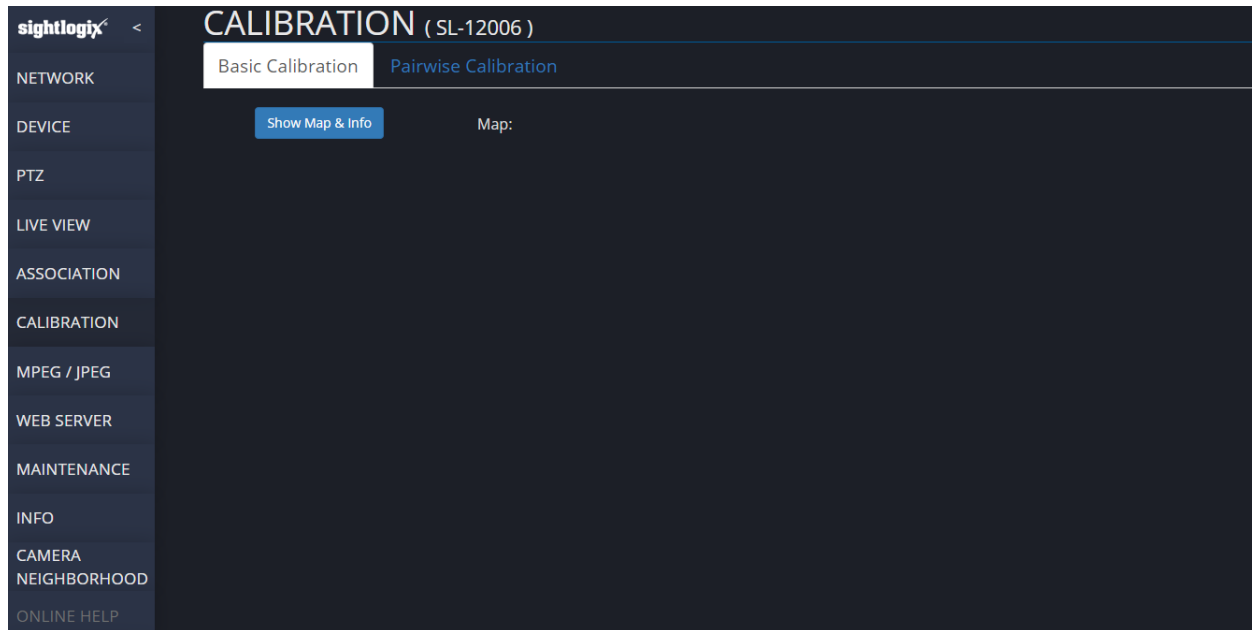 sightlogix <
NETWORK
DEVICE
PTZ
LIVE VIEW
ASSOCIATION
CALIBRATION
MPEG / JPEG
WEB SERVER
MAINTENANCE
INFO
CAMERA
NEIGHBORHOOD
ONLINE HELP
CALIBRATION ( SL-12006 )
Basic Calibration Pairwise Calibration
Show Map & Info Map: